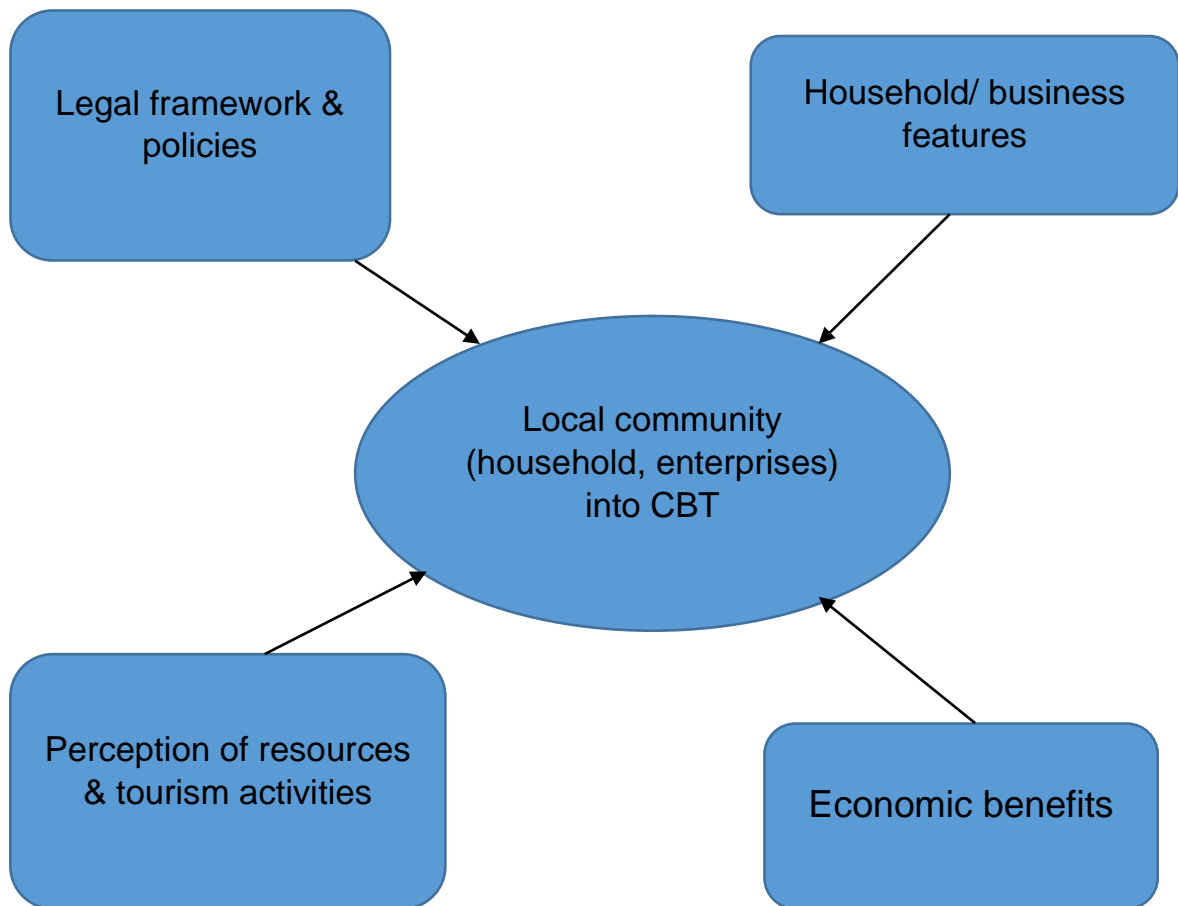 Legal framework &
policies
Household/ business
features
Local community
(household, enterprises)
into CBT
Perception of resources
& tourism activities
Economic benefits